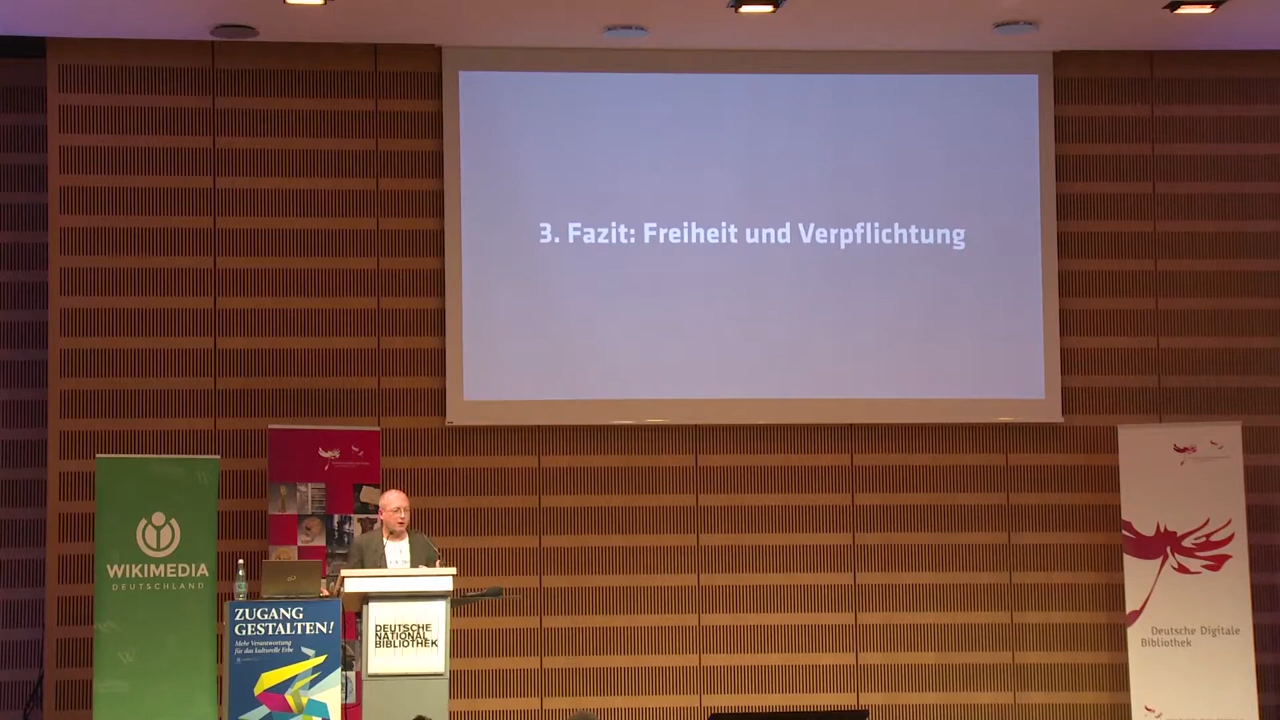 3. Fazit: Freiheit und Verpflichtung
WIKIMEDIA
DEUTSCHLAND
ZUGANG
GESTALTEN!
Mehr Verantwortung
für das kulturelle Erbe
DEUTSCHE
NATIONAL
BIBLIOTHEK
Deutsche Digitale
Bibliothek